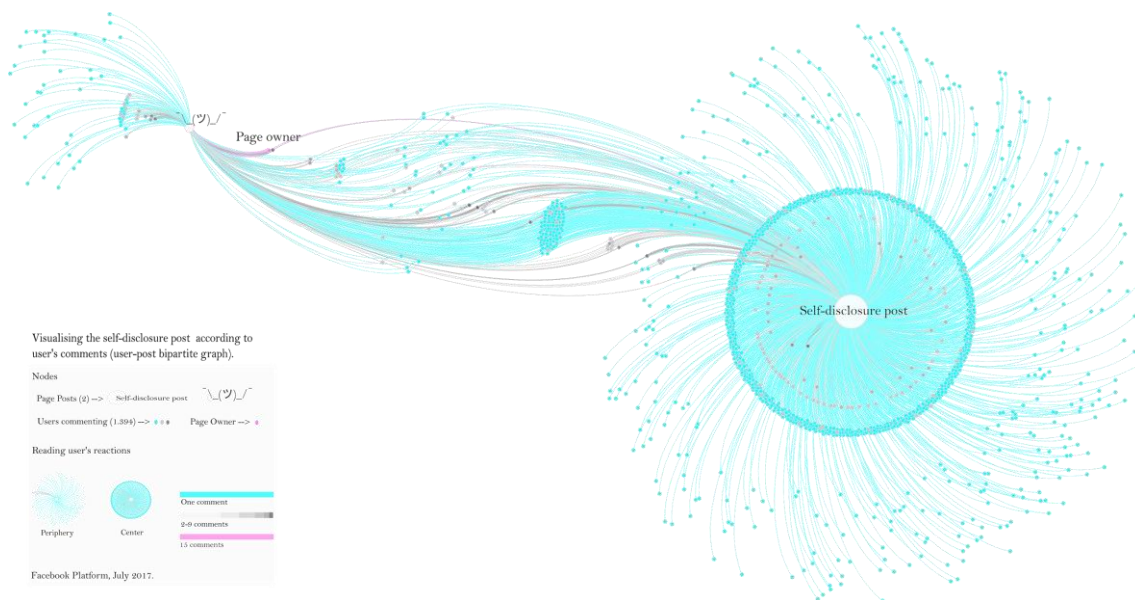 ¯\_(ツ)_/¯
Page owner
Self-disclosure post
Visualising the self-disclosure post according to
user's comments (user-post bipartite graph).
Nodes
Page Posts (2) --> Self-disclosure post ¯\_(ツ)_/¯
Users commenting (1.394) --> Page Owner -->
Reading user's reactions
Periphery
Center
One comment
2-9 comments
15 comments
Facebook Platform, July 2017.